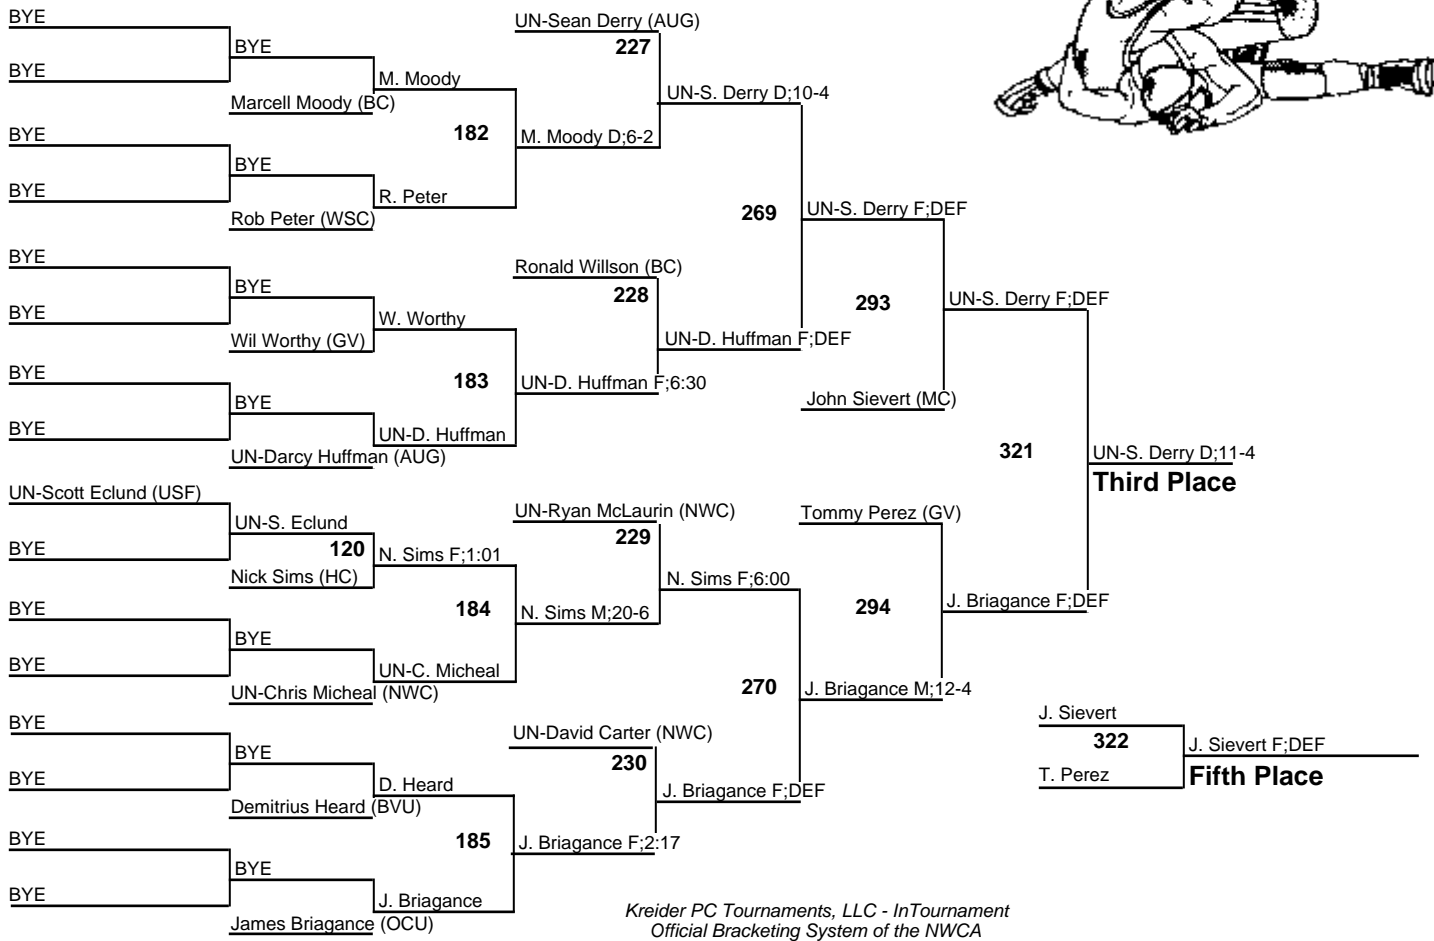 BYE
UN-Sean Derry (AUG)
BYE
227
BYE
M. Moody
UN-S. Derry D;10-4
Marcell Moody (BC)
182
BYE
M. Moody D;6-2
BYE
BYE
R. Peter
269
UN-S. Derry F;DEF
Rob Peter (WSC)
BYE
Ronald Willson (BC)
BYE
228
293
UN-S. Derry F;DEF
BYE
W. Worthy
Wil Worthy (GV)
UN-D. Huffman F;DEF
BYE
183
UN-D. Huffman F;6:30
BYE
John Sievert (MC)
BYE
UN-D. Huffman
UN-Darcy Huffman (AUG)
321
UN-S. Derry D;11-4
Third Place
UN-Scott Eclund (USF)
UN-Ryan McLaurin (NWC)
Tommy Perez (GV)
UN-S. Eclund
229
BYE
120
N. Sims F;1:01
Nick Sims (HC)
N. Sims F;6:00
BYE
184
N. Sims M;20-6
294
J. Briagance F;DEF
BYE
BYE
UN-C. Micheal
UN-Chris Micheal (NWC)
270
J. Briagance M;12-4
BYE
UN-David Carter (NWC)
J. Sievert
BYE
230
322
J. Sievert F;DEF
BYE
D. Heard
T. Perez
Fifth Place
Demitrius Heard (BVU)
J. Briagance F;DEF
BYE
185
J. Briagance F;2:17
BYE
BYE
J. Briagance
James Briagance (OCU)
Kreider PC Tournaments, LLC - InTournament
Official Bracketing System of the NWCA